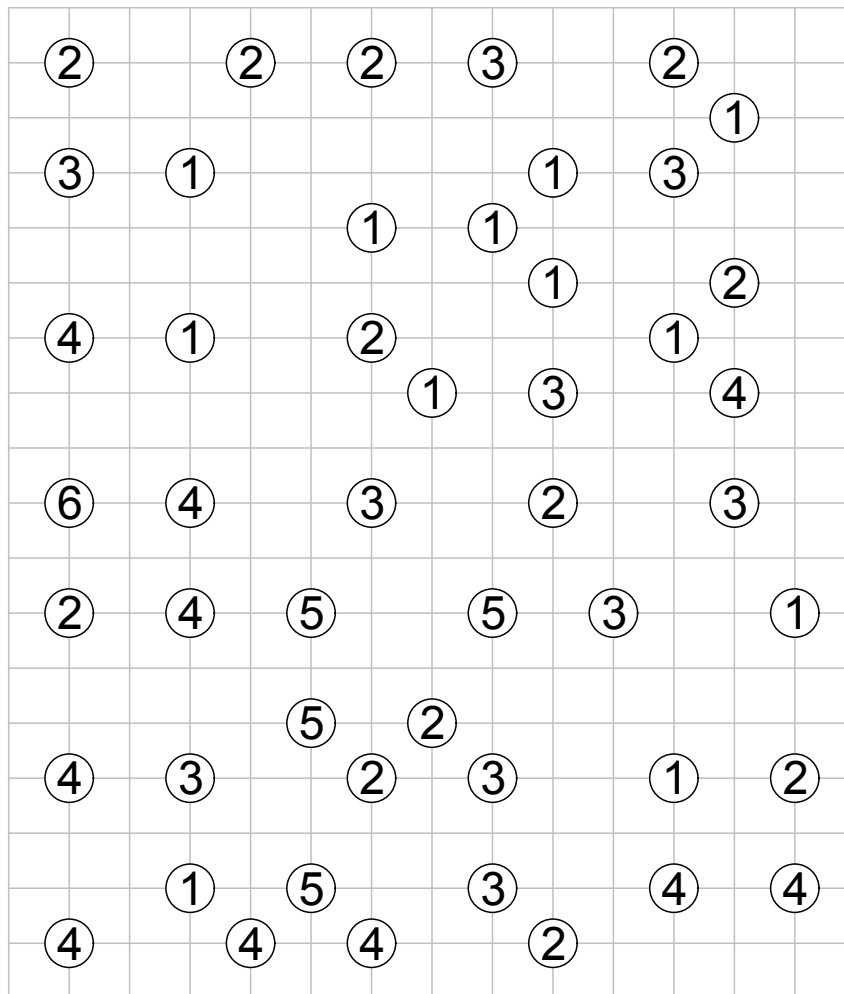 2 2 2 3 2
1
3 1 1 3
1 1
1 2
4 1 2 1
1 3 4
6 4 3 2 3
2 4 5 5 3 1
5 2
4 3 2 3 1 2
1 5 3 4 4
4 4 4 2